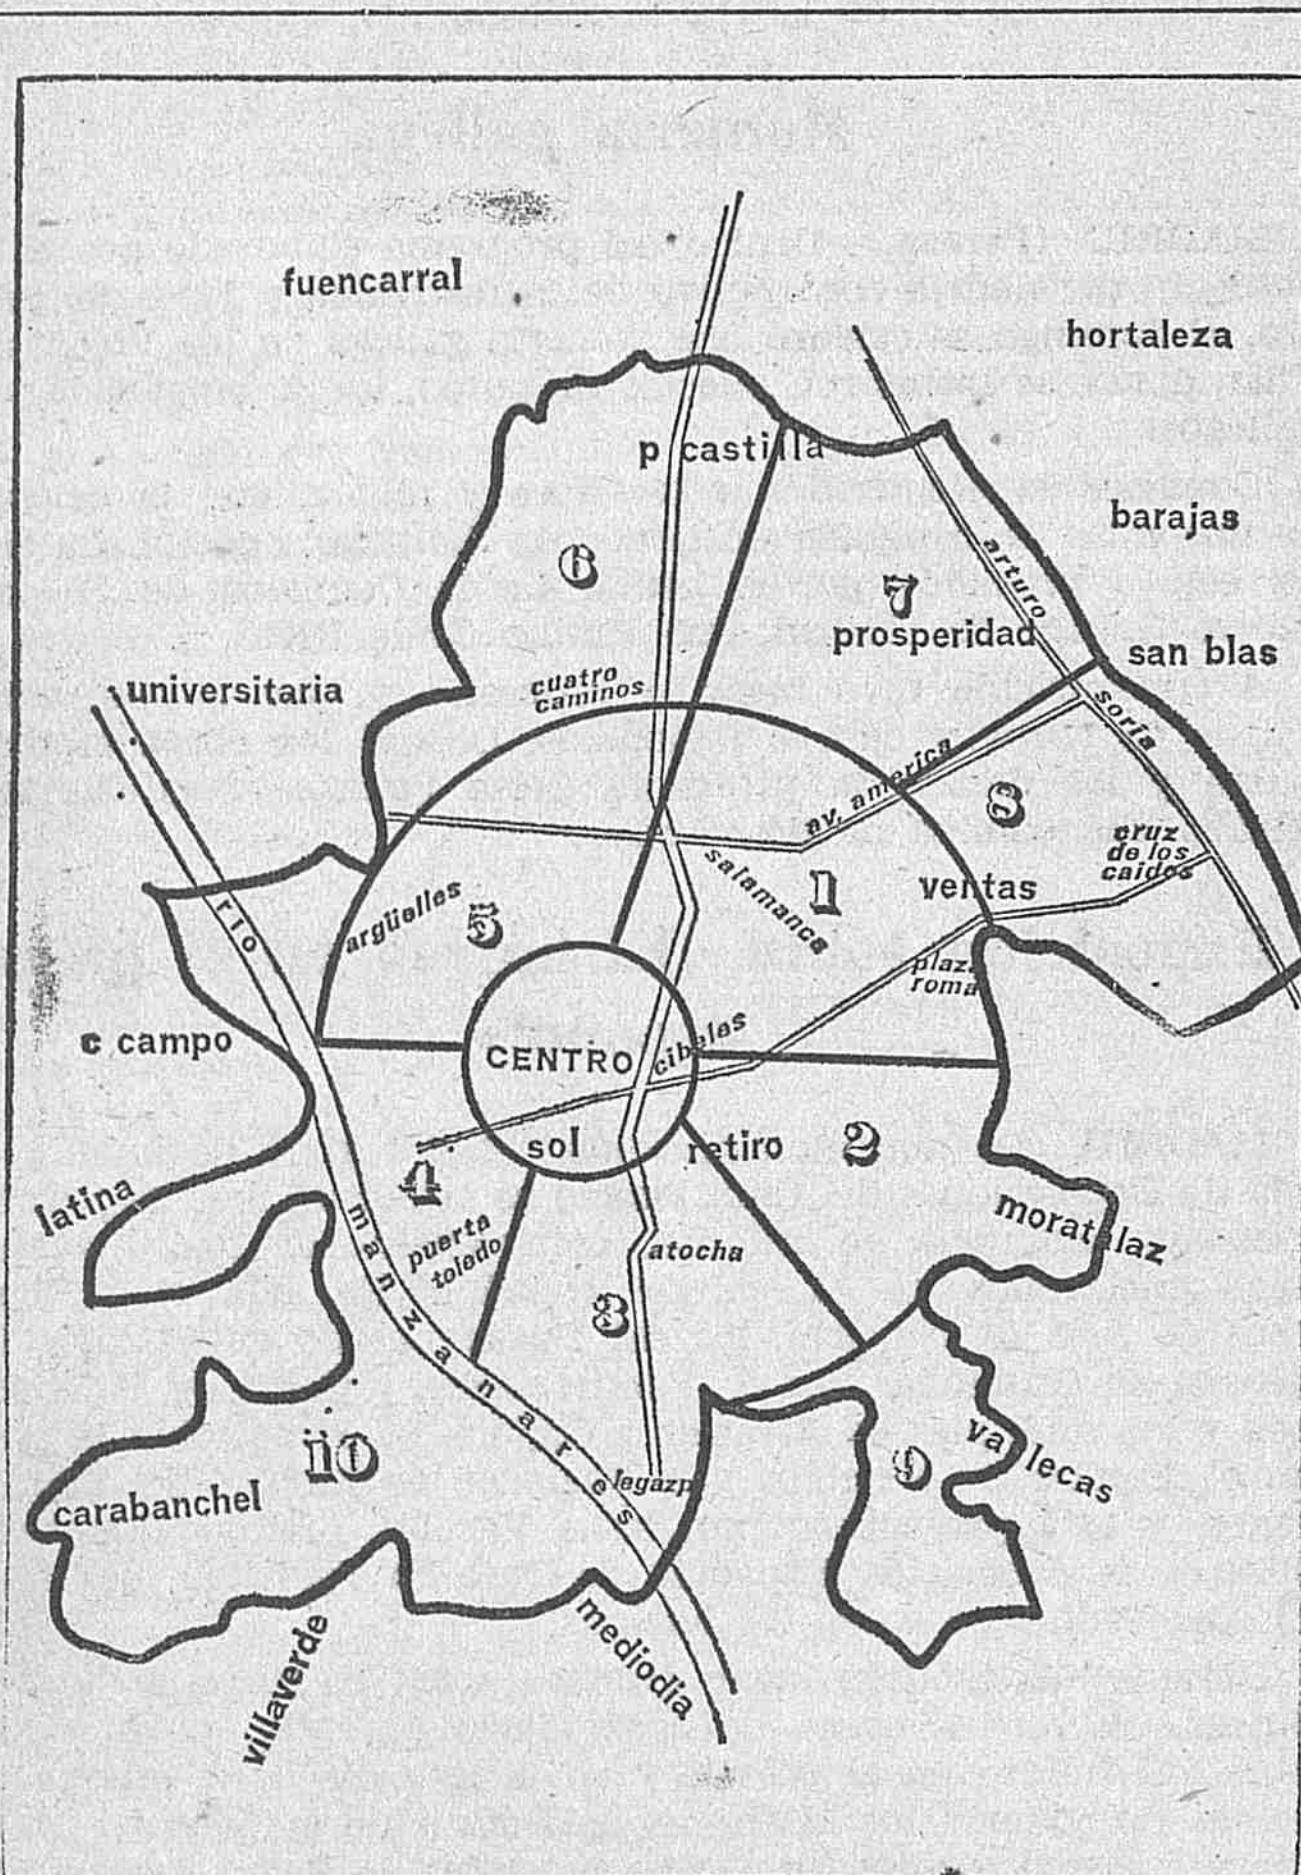 fuencarral
hortaleza
p castilla
barajas
6
arturo
7
prosperidad
san blas
universitaria
cuatro
caminos
soria
av. america
8
cruz
de los
caidos
salamanca
1
ventas
argüelles
5
rio
plaza
roma
c campo
CENTRO
cibeles
sol
retiro
2
4
latina
manzanares
puerta
toledo
moratalaz
atocha
3
10
vallecas
9
legazpi
carabanchel
villaverde
mediodia